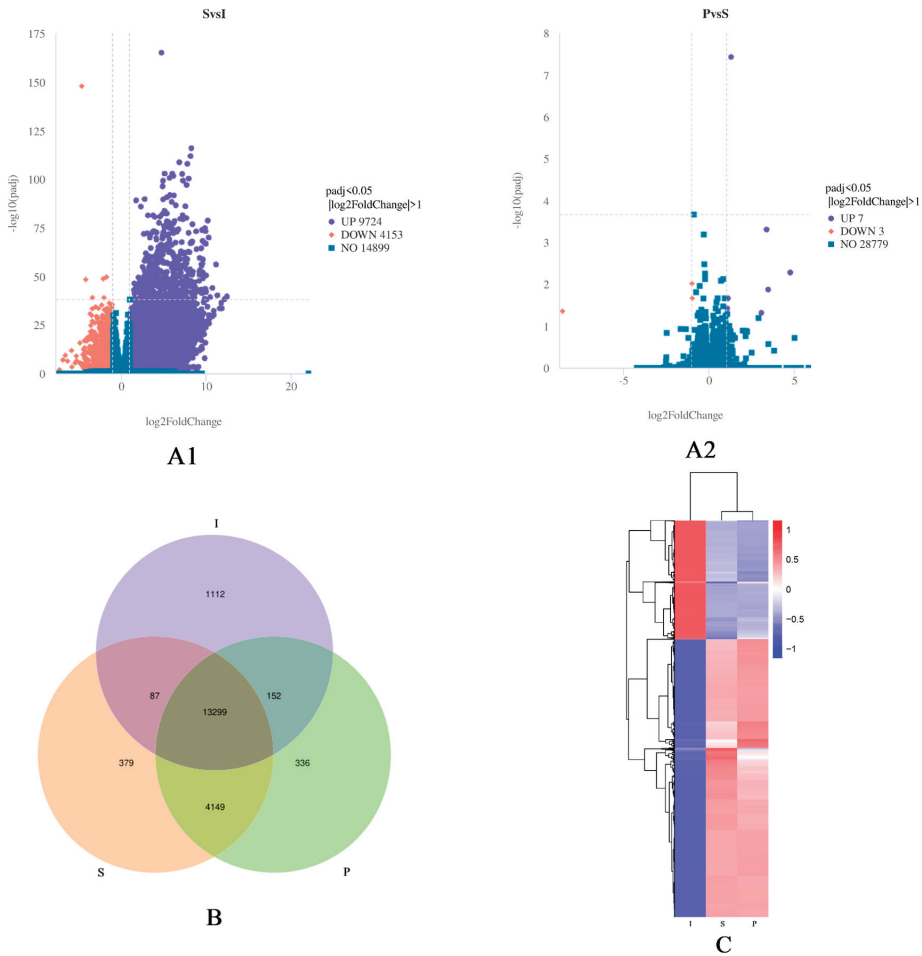 SvsI
175
150
125
100
75
50
25
0
-log10(padj)
0
10
20
log2FoldChange
padj<0.05
|log2FoldChange|>1
UP 9724
DOWN 4153
NO 14899
A1
PvsS
8
7
6
5
4
3
2
1
0
-log10(padj)
-5
0
5
log2FoldChange
padj<0.05
|log2FoldChange|>1
UP 7
DOWN 3
NO 28779
A2
I
1112
87
152
13299
379
336
4149
S
P
B
1
0.5
0
−0.5
−1
I
S
P
C